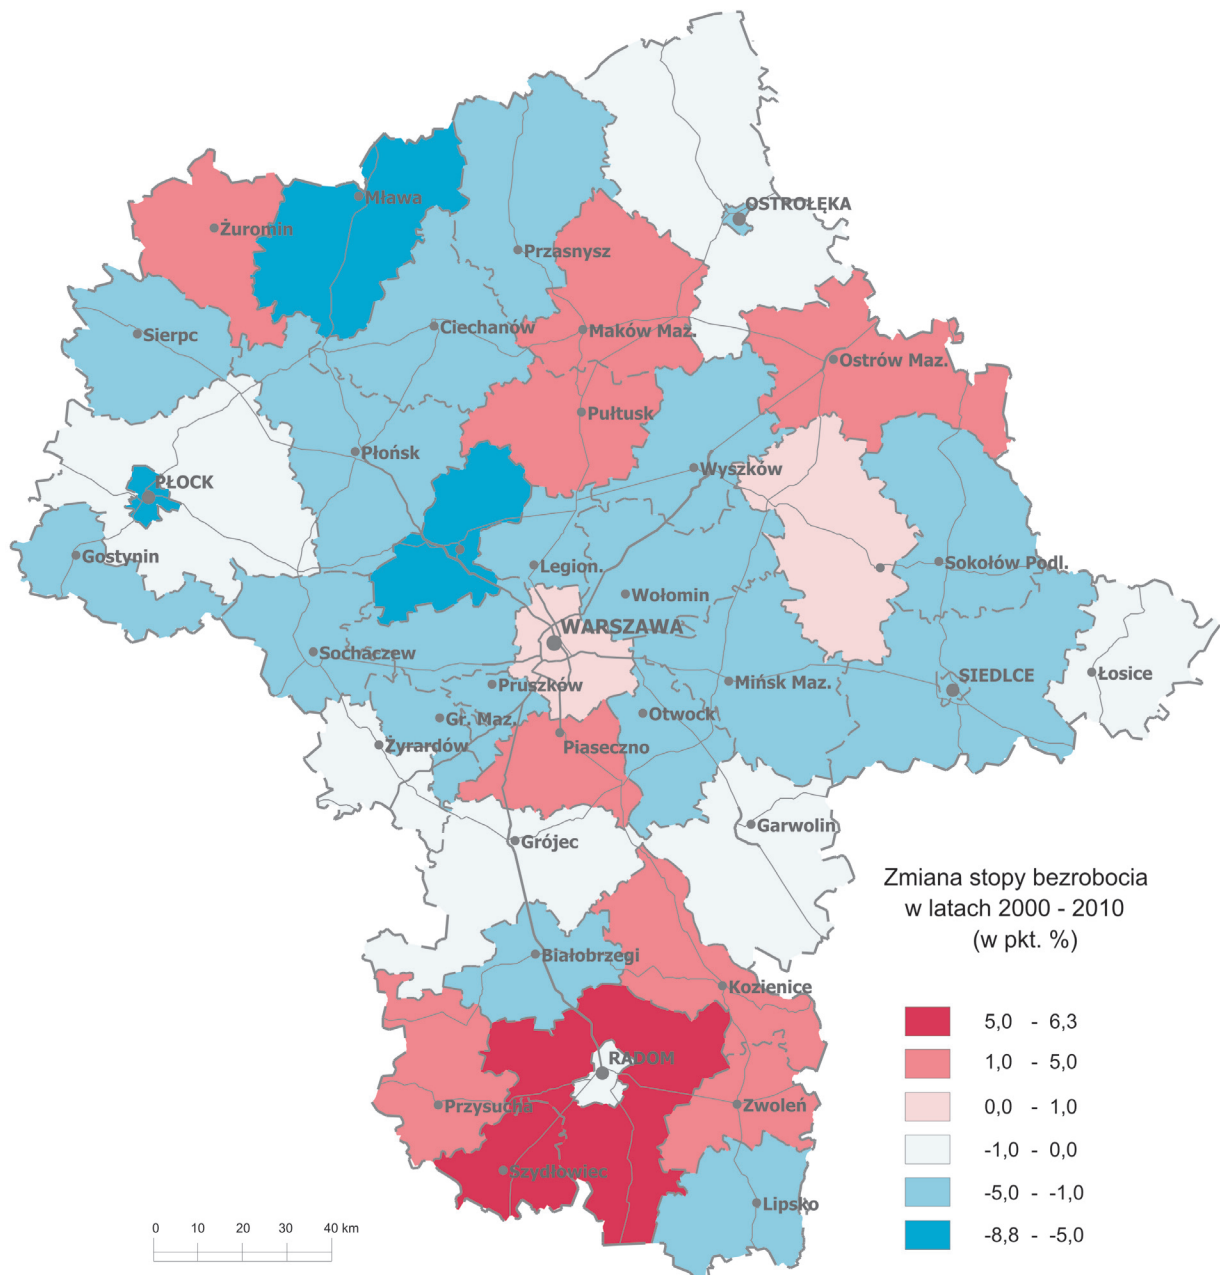 Mława
OSTROŁĘKA
Żuromin
Przasnysz
Sierpc
Ciechanów
Maków Maz.
Ostrów Maz.
Pułtusk
Płońsk
Wyszków
PŁOCK
Gostynin
Legion.
Sokołów Podl.
Wołomin
WARSZAWA
Sochaczew
Pruszków
Mińsk Maz.
SIEDLCE
Łosice
Gr. Maz.
Otwock
Żyrardów
Piaseczno
Garwolin
Grójec
Białobrzegi
Kozienice
RADOM
Przysucha
Zwoleń
Szydłowiec
Lipsko
Zmiana stopy bezrobocia
w latach 2000 - 2010
(w pkt. %)
5,0 - 6,3
1,0 - 5,0
0,0 - 1,0
-1,0 - 0,0
-5,0 - -1,0
-8,8 - -5,0
0 10 20 30 40 km